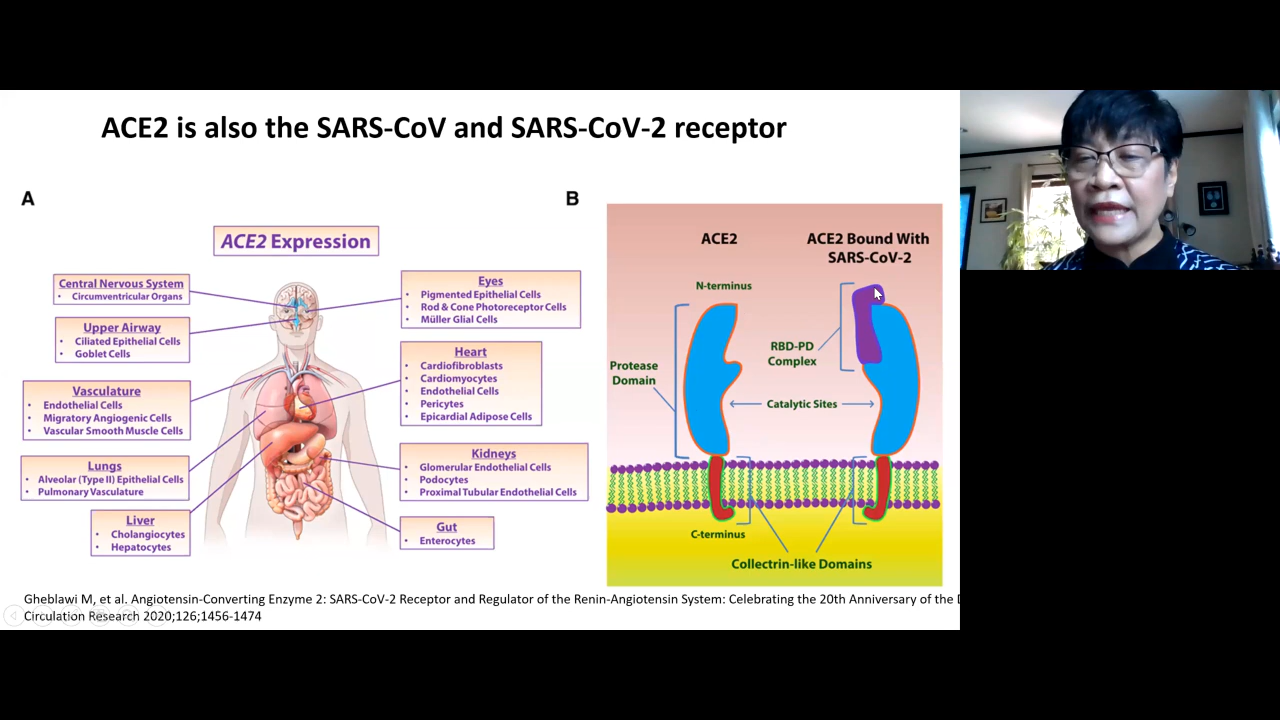 ACE2 is also the SARS-CoV and SARS-CoV-2 receptor
A
ACE2 Expression
Central Nervous System
• Circumventricular Organs
Upper Airway
• Ciliated Epithelial Cells
• Goblet Cells
Vasculature
• Endothelial Cells
• Migratory Angiogenic Cells
• Vascular Smooth Muscle Cells
Lungs
• Alveolar (Type II) Epithelial Cells
• Pulmonary Vasculature
Liver
• Cholangiocytes
• Hepatocytes
Eyes
• Pigmented Epithelial Cells
• Rod & Cone Photoreceptor Cells
• Müller Glial Cells
Heart
• Cardiofibroblasts
• Cardiomyocytes
• Endothelial Cells
• Pericytes
• Epicardial Adipose Cells
Kidneys
• Glomerular Endothelial Cells
• Podocytes
• Proximal Tubular Endothelial Cells
Gut
• Enterocytes
B
ACE2
ACE2 Bound With
SARS-CoV-2
N-terminus
Protease
Domain
RBD-PD
Complex
Catalytic Sites
C-terminus
Collectrin-like Domains
Gheblawi M, et al. Angiotensin-Converting Enzyme 2: SARS-CoV-2 Receptor and Regulator of the Renin-Angiotensin System: Celebrating the 20th Anniversary of the
Circulation Research 2020;126:1456-1474